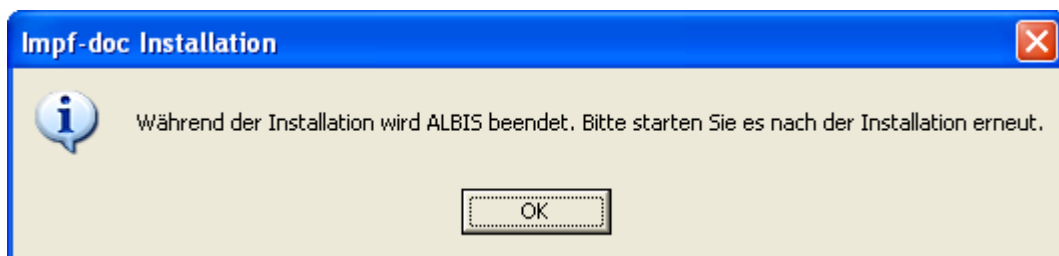 Impf-doc Installation
Während der Installation wird ALBIS beendet. Bitte starten Sie es nach der Installation erneut.
OK